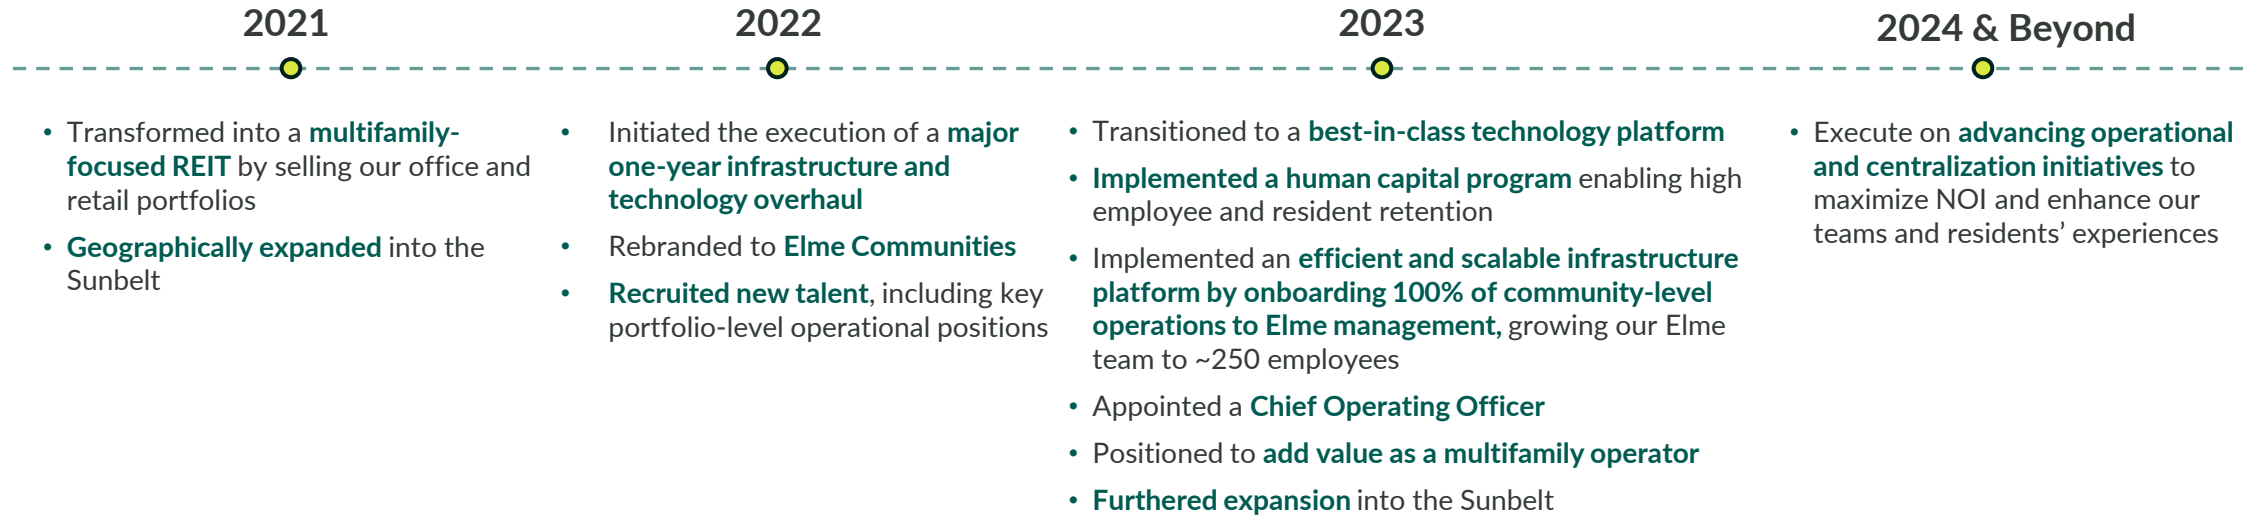 2021
• Transformed into a multifamily-
focused REIT by selling our office and
retail portfolios
• Geographically expanded into the
Sunbelt
2022
• Initiated the execution of a major
one-year infrastructure and
technology overhaul
• Rebranded to Elme Communities
• Recruited new talent, including key
portfolio-level operational positions
2023
• Transitioned to a best-in-class technology platform
• Implemented a human capital program enabling high
employee and resident retention
• Implemented an efficient and scalable infrastructure
platform by onboarding 100% of community-level
operations to Elme management, growing our Elme
team to ~250 employees
• Appointed a Chief Operating Officer
• Positioned to add value as a multifamily operator
• Furthered expansion into the Sunbelt
2024 & Beyond
• Execute on advancing operational
and centralization initiatives to
maximize NOI and enhance our
teams and residents’ experiences